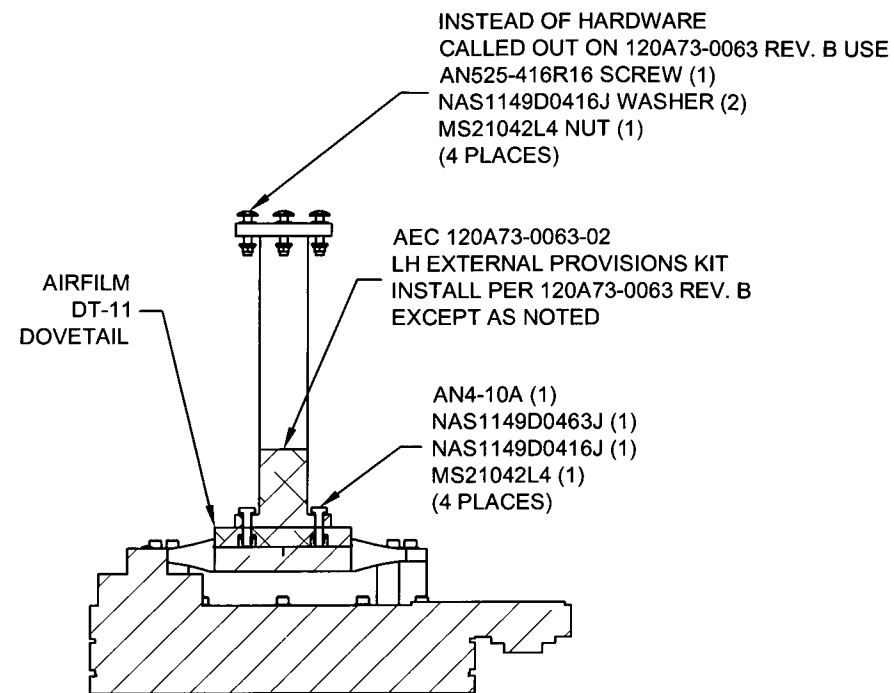 INSTEAD OF HARDWARE
CALLED OUT ON 120A73-0063 REV. B USE
AN525-416R16 SCREW (1)
NAS1149D0416J WASHER (2)
MS21042L4 NUT (1)
(4 PLACES)
AEC 120A73-0063-02
LH EXTERNAL PROVISIONS KIT
INSTALL PER 120A73-0063 REV. B
EXCEPT AS NOTED
AIRFILM
DT-11
DOVETAIL
AN4-10A (1)
NAS1149D0463J (1)
NAS1149D0416J (1)
MS21042L4 (1)
(4 PLACES)